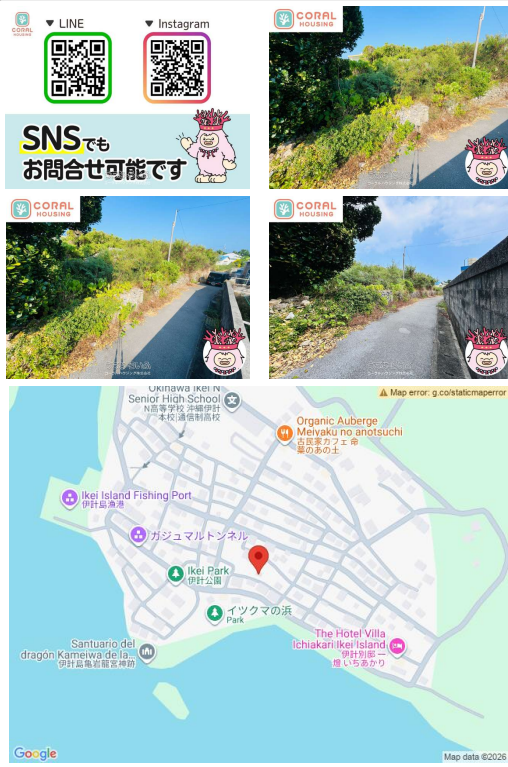 CORAL
HOUSING
▼ LINE
▼ Instagram
SNSでも
お問合せ可能です
CORAL
HOUSING
CORAL
HOUSING
CORAL
HOUSING
Map error: g.co/staticmaperror
Okinawa Ikei N
Senior High School
N高等学校 沖縄伊計
本校(通信制高校)
Organic Auberge
Meiyaku no anotsuchi
古民家カフェ 命
薬のあの土
Ikei Island Fishing Port
伊計島漁港
ガジュマルトンネル
Ikei Park
伊計公園
イツクマの浜
Park
The Hotel Villa
Ichiakari Ikei Island
伊計別邸 一
燈 いちあかり
Santuario del
dragón Kameiwa de la...
伊計島亀岩龍宮神跡
Google
Map data ©2026